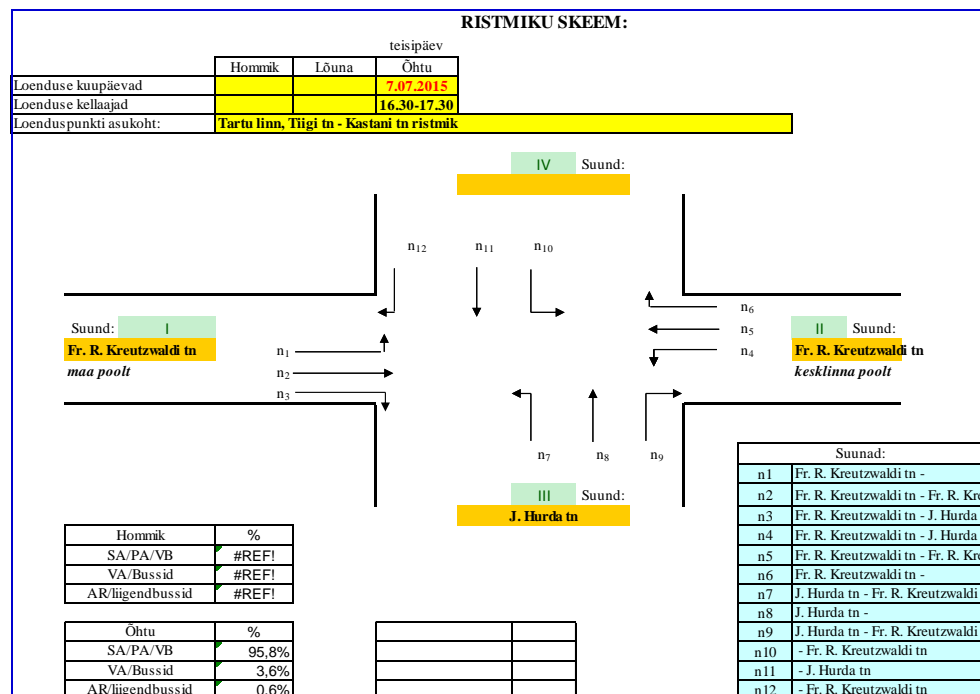 RISTMIKU SKEEM:
teisipäev
Hommik Lõuna Õhtu
Loenduse kuupäevad 7.07.2015
Loenduse kellaajad 16.30-17.30
Loenduspunkti asukoht: Tartu linn, Tiigi tn - Kastani tn ristmik
IV Suund:
n12 n11 n10
n6
Suund: I
n5
II Suund:
Fr. R. Kreutzwaldi tn
n1
n4
Fr. R. Kreutzwaldi tn
maa poolt
n2
kesklinna poolt
n3
n7 n8 n9
III Suund:
J. Hurda tn
Suunad:
n1 Fr. R. Kreutzwaldi tn -
n2 Fr. R. Kreutzwaldi tn - Fr. R. Kre
n3 Fr. R. Kreutzwaldi tn - J. Hurda
n4 Fr. R. Kreutzwaldi tn - J. Hurda
n5 Fr. R. Kreutzwaldi tn - Fr. R. Kre
n6 Fr. R. Kreutzwaldi tn -
n7 J. Hurda tn - Fr. R. Kreutzwaldi
n8 J. Hurda tn -
n9 J. Hurda tn - Fr. R. Kreutzwaldi
n10 - Fr. R. Kreutzwaldi tn
n11 - J. Hurda tn
n12 - Fr. R. Kreutzwaldi tn
Hommik %
SA/PA/VB #REF!
VA/Bussid #REF!
AR/liigendbussid #REF!
Õhtu %
SA/PA/VB 95,8%
VA/Bussid 3,6%
AR/liigendbussid 0,6%